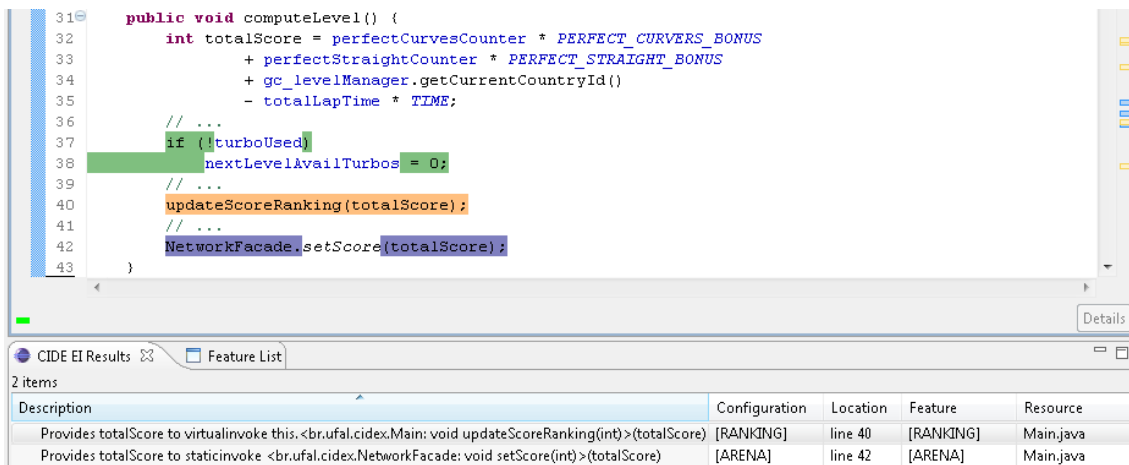 31 public void computeLevel() {
32 int totalScore = perfectCurvesCounter * PERFECT_CURVERS_BONUS
33 + perfectStraightCounter * PERFECT_STRAIGHT_BONUS
34 + gc_levelManager.getCurrentCountryId()
35 - totalLapTime * TIME;
36 // ...
37 if (!turboUsed)
38 nextLevelAvailTurbos = 0;
39 // ...
40 updateScoreRanking(totalScore);
41 // ...
42 NetworkFacade.setScore(totalScore);
43 }
Details
CIDE EI Results Feature List
2 items
Description Configuration Location Feature Resource
Provides totalScore to virtualinvoke this.<br.ufal.cidex.Main: void updateScoreRanking(int)>(totalScore) [RANKING] line 40 [RANKING] Main.java
Provides totalScore to staticinvoke <br.ufal.cidex.NetworkFacade: void setScore(int)>(totalScore) [ARENA] line 42 [ARENA] Main.java